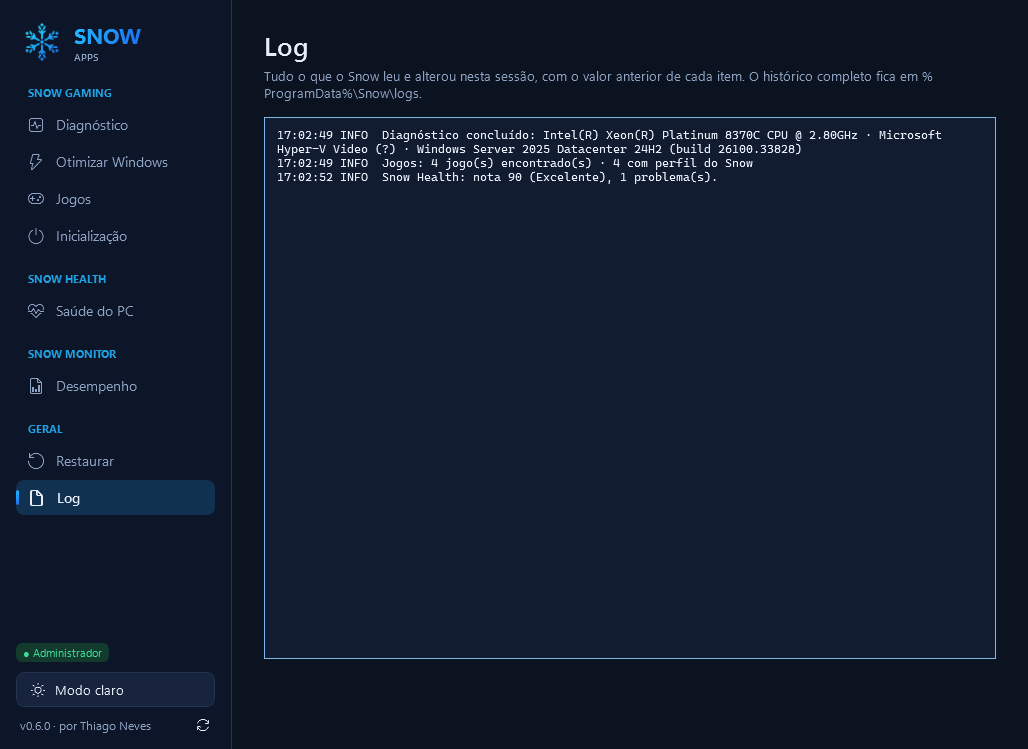 SNOW
APPS
SNOW GAMING
Diagnóstico
Otimizar Windows
Jogos
Inicialização
SNOW HEALTH
Saúde do PC
SNOW MONITOR
Desempenho
GERAL
Restaurar
Log
Administrador
Modo claro
v0.6.0 · por Thiago Neves
Log
Tudo o que o Snow leu e alterou nesta sessão, com o valor anterior de cada item. O histórico completo fica em %
ProgramData%\Snow\logs.
17:02:49 INFO  Diagnóstico concluído: Intel(R) Xeon(R) Platinum 8370C CPU @ 2.80GHz · Microsoft
Hyper-V Video (?) · Windows Server 2025 Datacenter 24H2 (build 26100.33828)
17:02:49 INFO  Jogos: 4 jogo(s) encontrado(s) · 4 com perfil do Snow
17:02:52 INFO  Snow Health: nota 90 (Excelente), 1 problema(s).